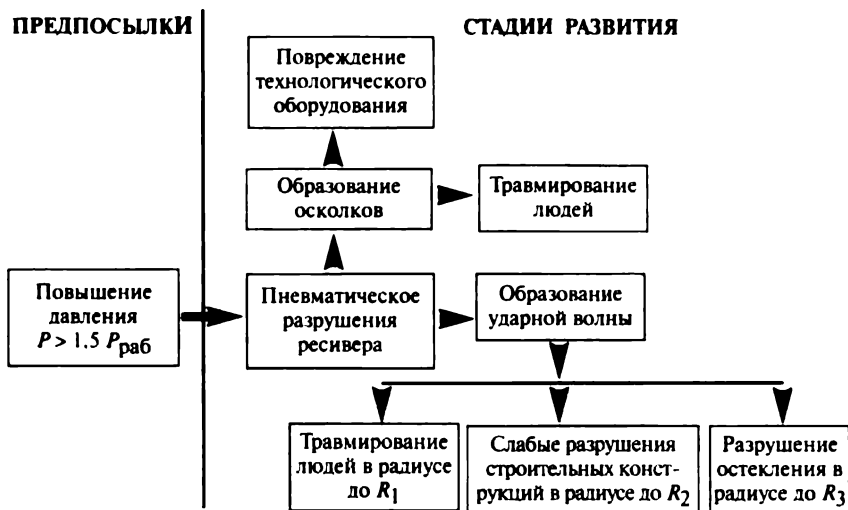 ПРЕДПОСЫЛКИ
СТАДИИ РАЗВИТИЯ
Повреждение
технологического
оборудования
Образование
осколков
Травмирование
людей
Повышение
давления
P > 1,5 Pраб
Пневматическое
разрушения
ресивера
Образование
ударной волны
Травмирование
людей в радиусе
до R1
Слабые разрушения
строительных конст-
рукций в радиусе до R2
Разрушение
остекления в
радиусе до R3